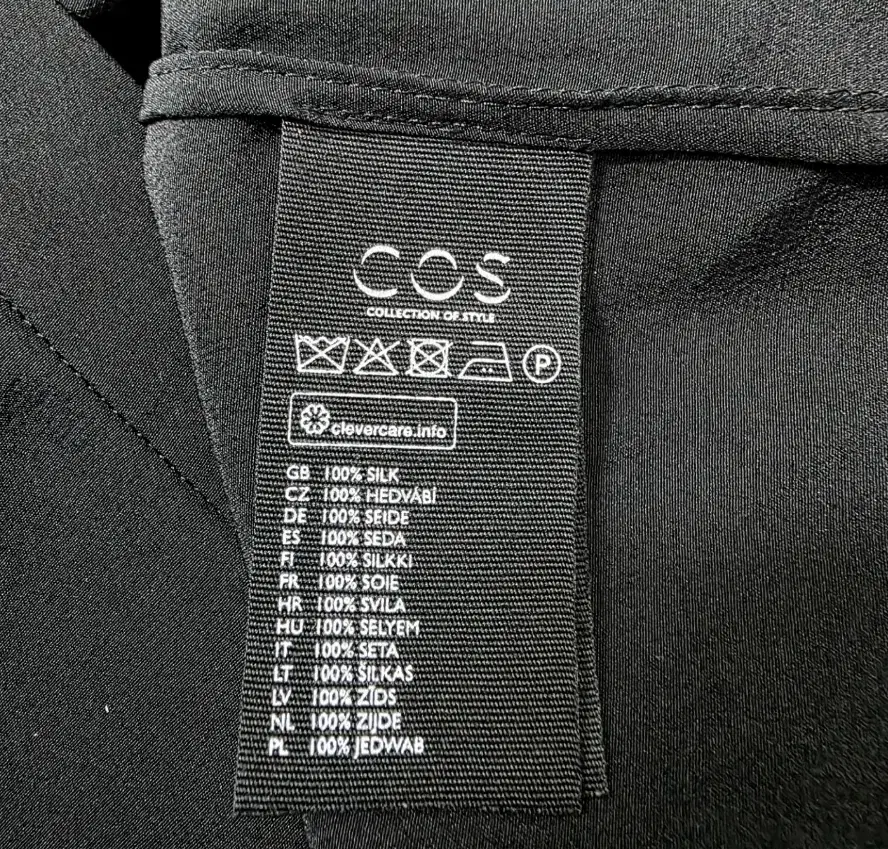 COS
COLLECTION OF STYLE
P
clevercare.info
GB 100% SILK
CZ 100% HEDVÁBÍ
DE 100% SEIDE
ES 100% SEDA
FI 100% SILKKI
FR 100% SOIE
HR 100% SVILA
HU 100% SELYEM
IT 100% SETA
LT 100% ŠILKAS
LV 100% ZĪDS
NL 100% ZIJDE
PL 100% JEDWAB